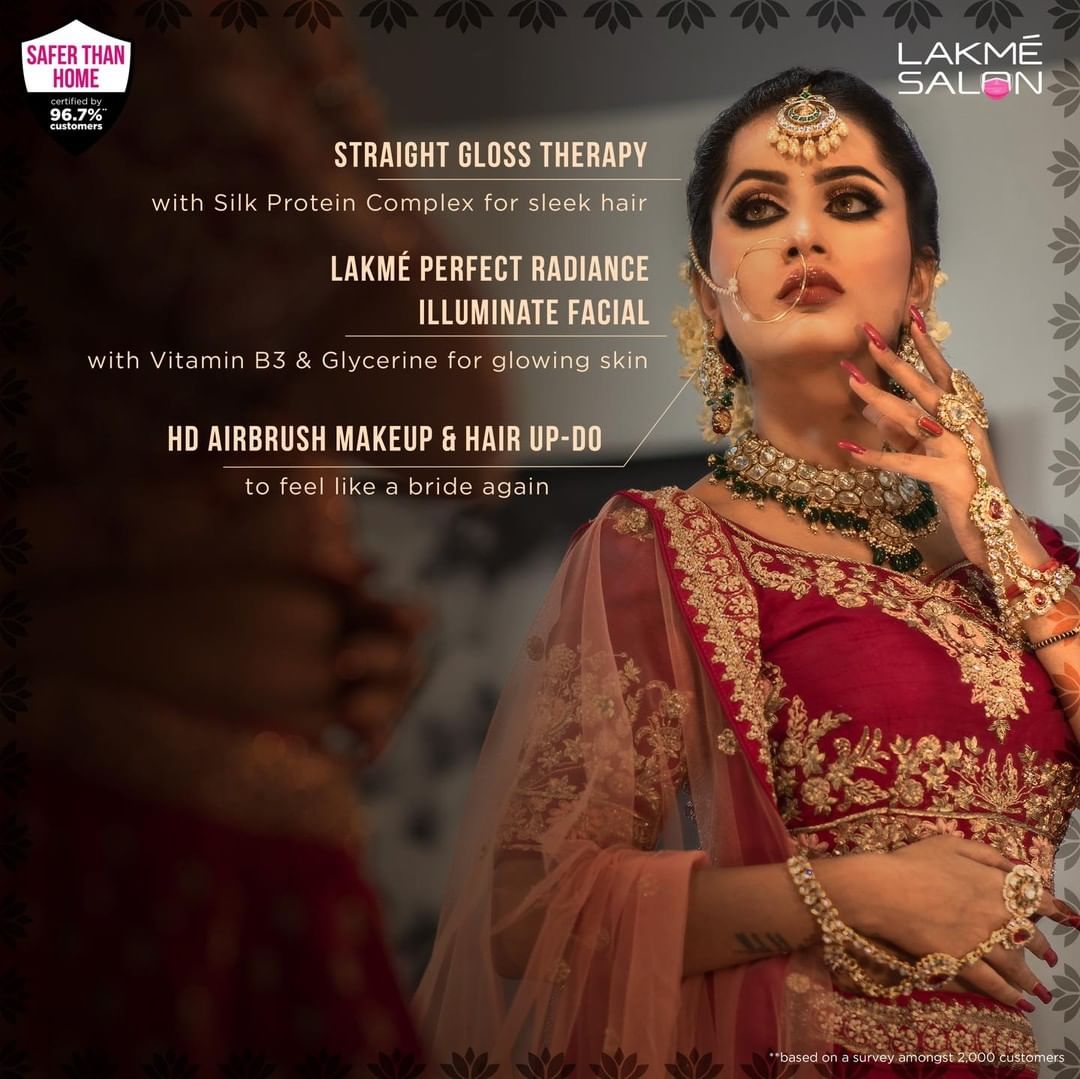 SAFER THAN
HOME
certified by
96.7%**
customers
LAKMÉ
SALON
STRAIGHT GLOSS THERAPY
with Silk Protein Complex for sleek hair
LAKMÉ PERFECT RADIANCE
ILLUMINATE FACIAL
with Vitamin B3 & Glycerine for glowing skin
HD AIRBRUSH MAKEUP & HAIR UP-DO
to feel like a bride again
**based on a survey amongst 2,000 customers